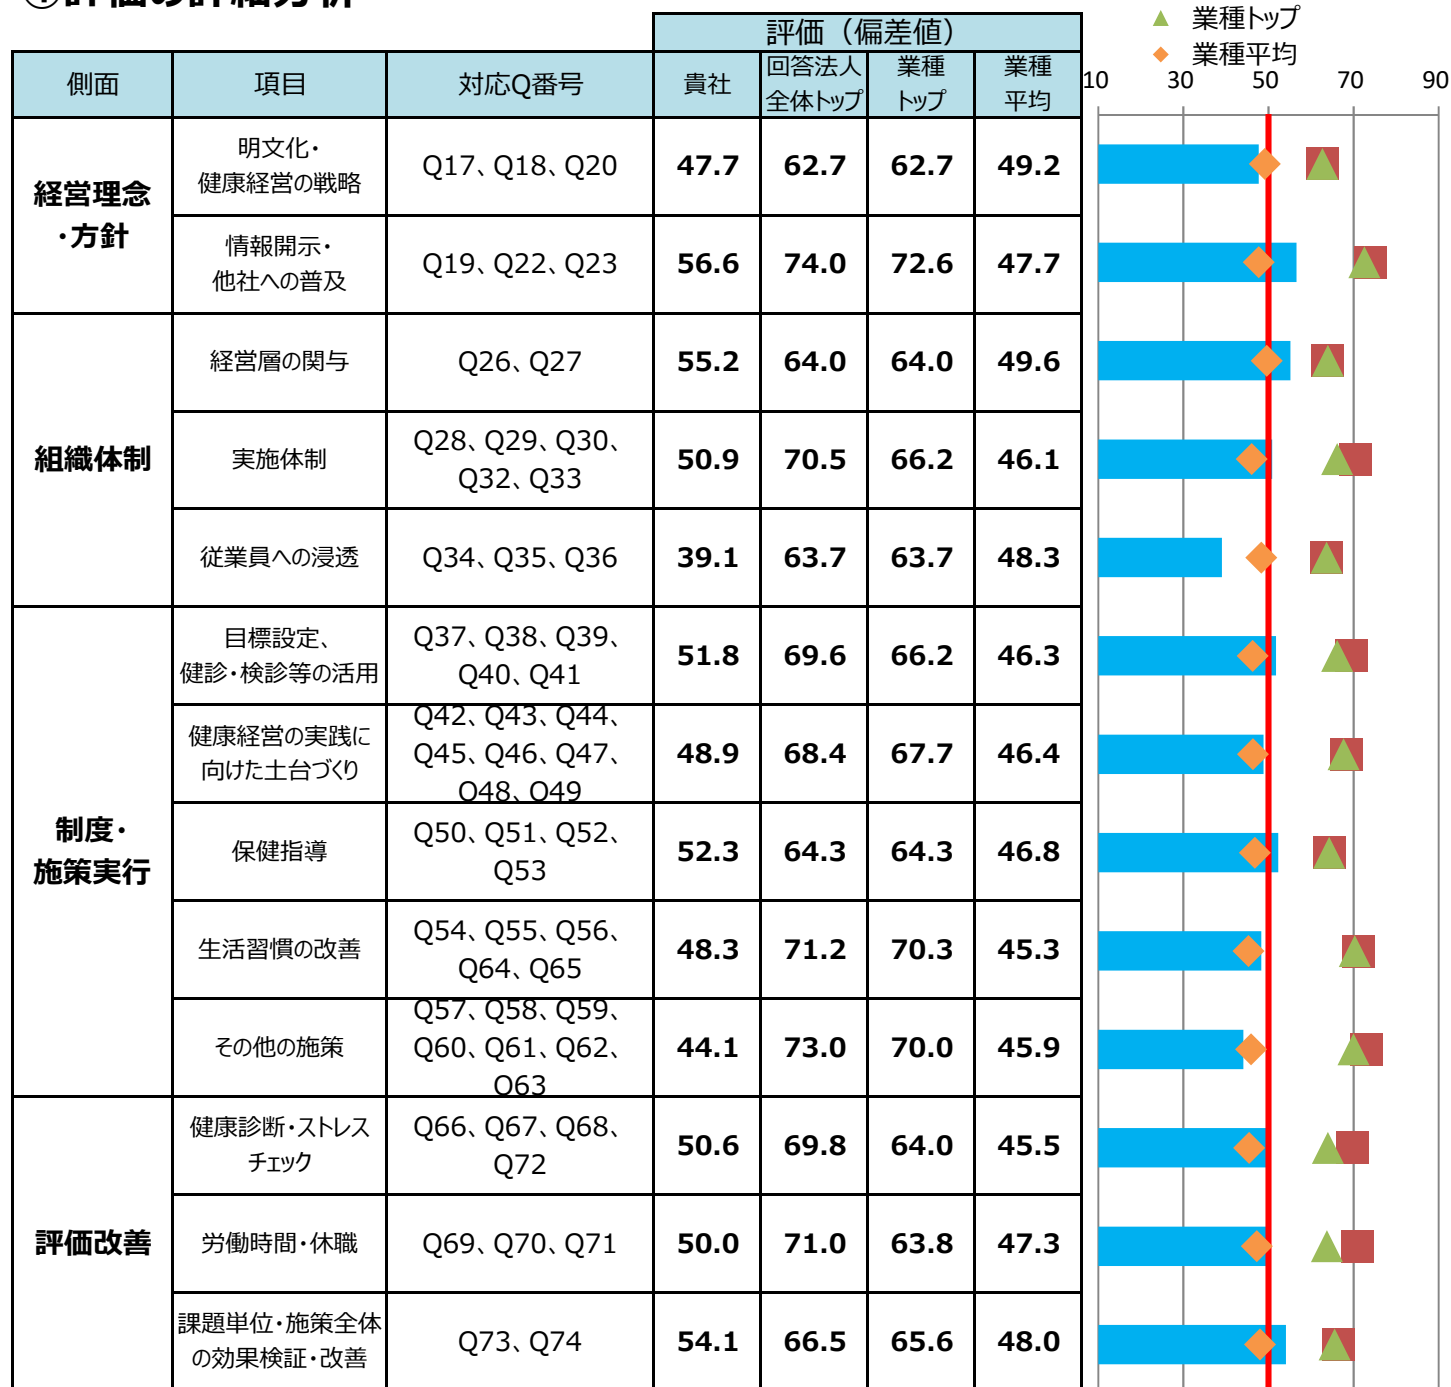 ①評価の詳細分析
▲ 業種トップ
◆ 業種平均
評価（偏差値）
側面 項目 対応Q番号 貴社 回答法人全体トップ 業種トップ 業種平均
10 30 50 70 90
経営理念・方針
明文化・健康経営の戦略 Q17、Q18、Q20 47.7 62.7 62.7 49.2
情報開示・他社への普及 Q19、Q22、Q23 56.6 74.0 72.6 47.7
組織体制
経営層の関与 Q26、Q27 55.2 64.0 64.0 49.6
実施体制 Q28、Q29、Q30、Q32、Q33 50.9 70.5 66.2 46.1
従業員への浸透 Q34、Q35、Q36 39.1 63.7 63.7 48.3
制度・施策実行
目標設定、健診・検診等の活用 Q37、Q38、Q39、Q40、Q41 51.8 69.6 66.2 46.3
健康経営の実践に向けた土台づくり Q42、Q43、Q44、Q45、Q46、Q47、Q48、Q49 48.9 68.4 67.7 46.4
保健指導 Q50、Q51、Q52、Q53 52.3 64.3 64.3 46.8
生活習慣の改善 Q54、Q55、Q56、Q64、Q65 48.3 71.2 70.3 45.3
その他の施策 Q57、Q58、Q59、Q60、Q61、Q62、Q63 44.1 73.0 70.0 45.9
評価改善
健康診断・ストレスチェック Q66、Q67、Q68、Q72 50.6 69.8 64.0 45.5
労働時間・休職 Q69、Q70、Q71 50.0 71.0 63.8 47.3
課題単位・施策全体の効果検証・改善 Q73、Q74 54.1 66.5 65.6 48.0